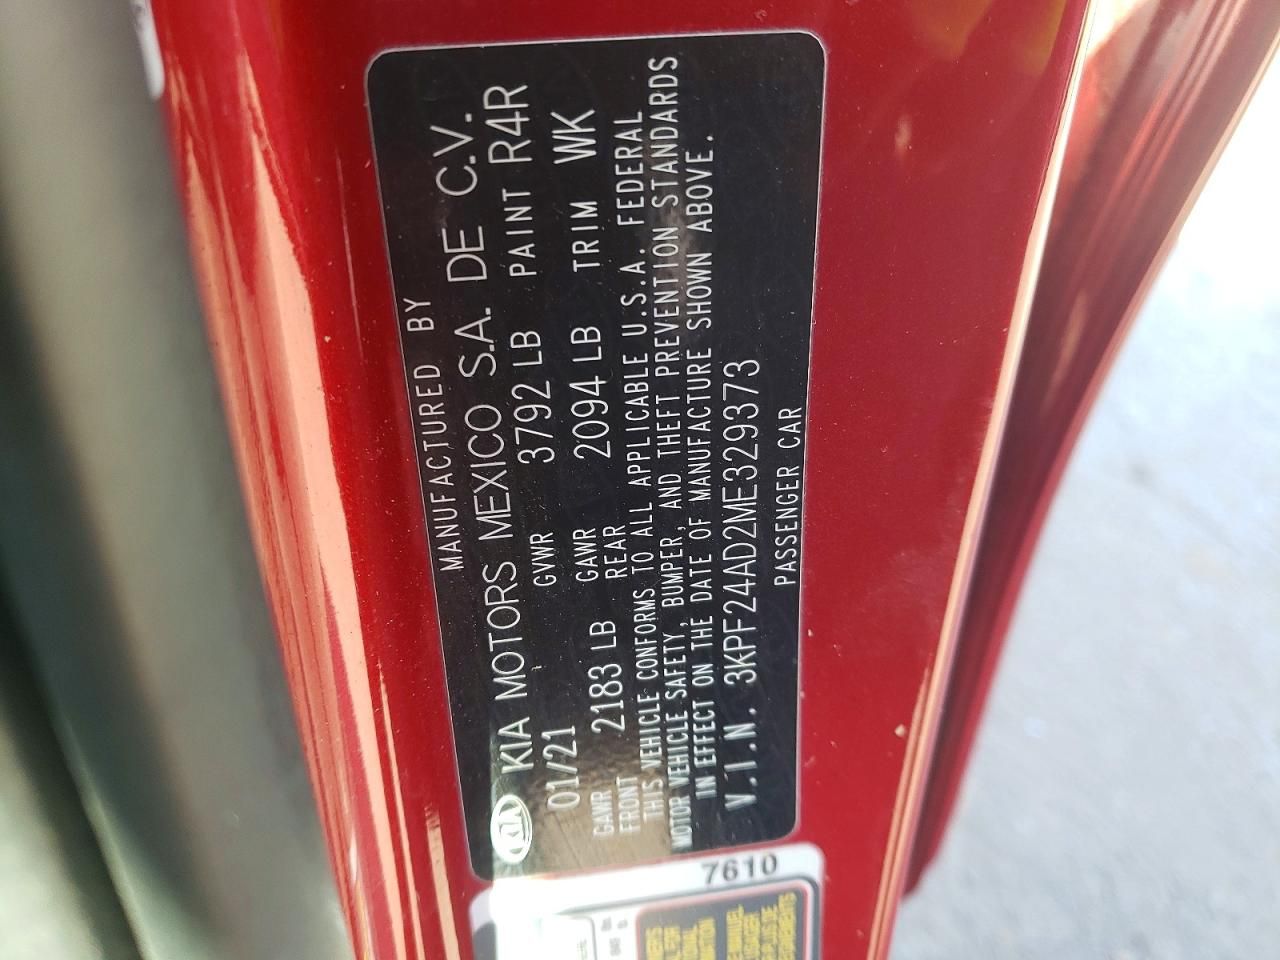 MANUFACTURED BY
KIA KIA MOTORS MEXICO S.A. DE C.V.
01/21 GVWR 3792 LB PAINT R4R
GAWR FRONT 2183 LB GAWR REAR 2094 LB TRIM WK
THIS VEHICLE CONFORMS TO ALL APPLICABLE U.S.A. FEDERAL
MOTOR VEHICLE SAFETY, BUMPER, AND THEFT PREVENTION STANDARDS
IN EFFECT ON THE DATE OF MANUFACTURE SHOWN ABOVE.
V.I.N. 3KPF24AD2ME329373
PASSENGER CAR
7610